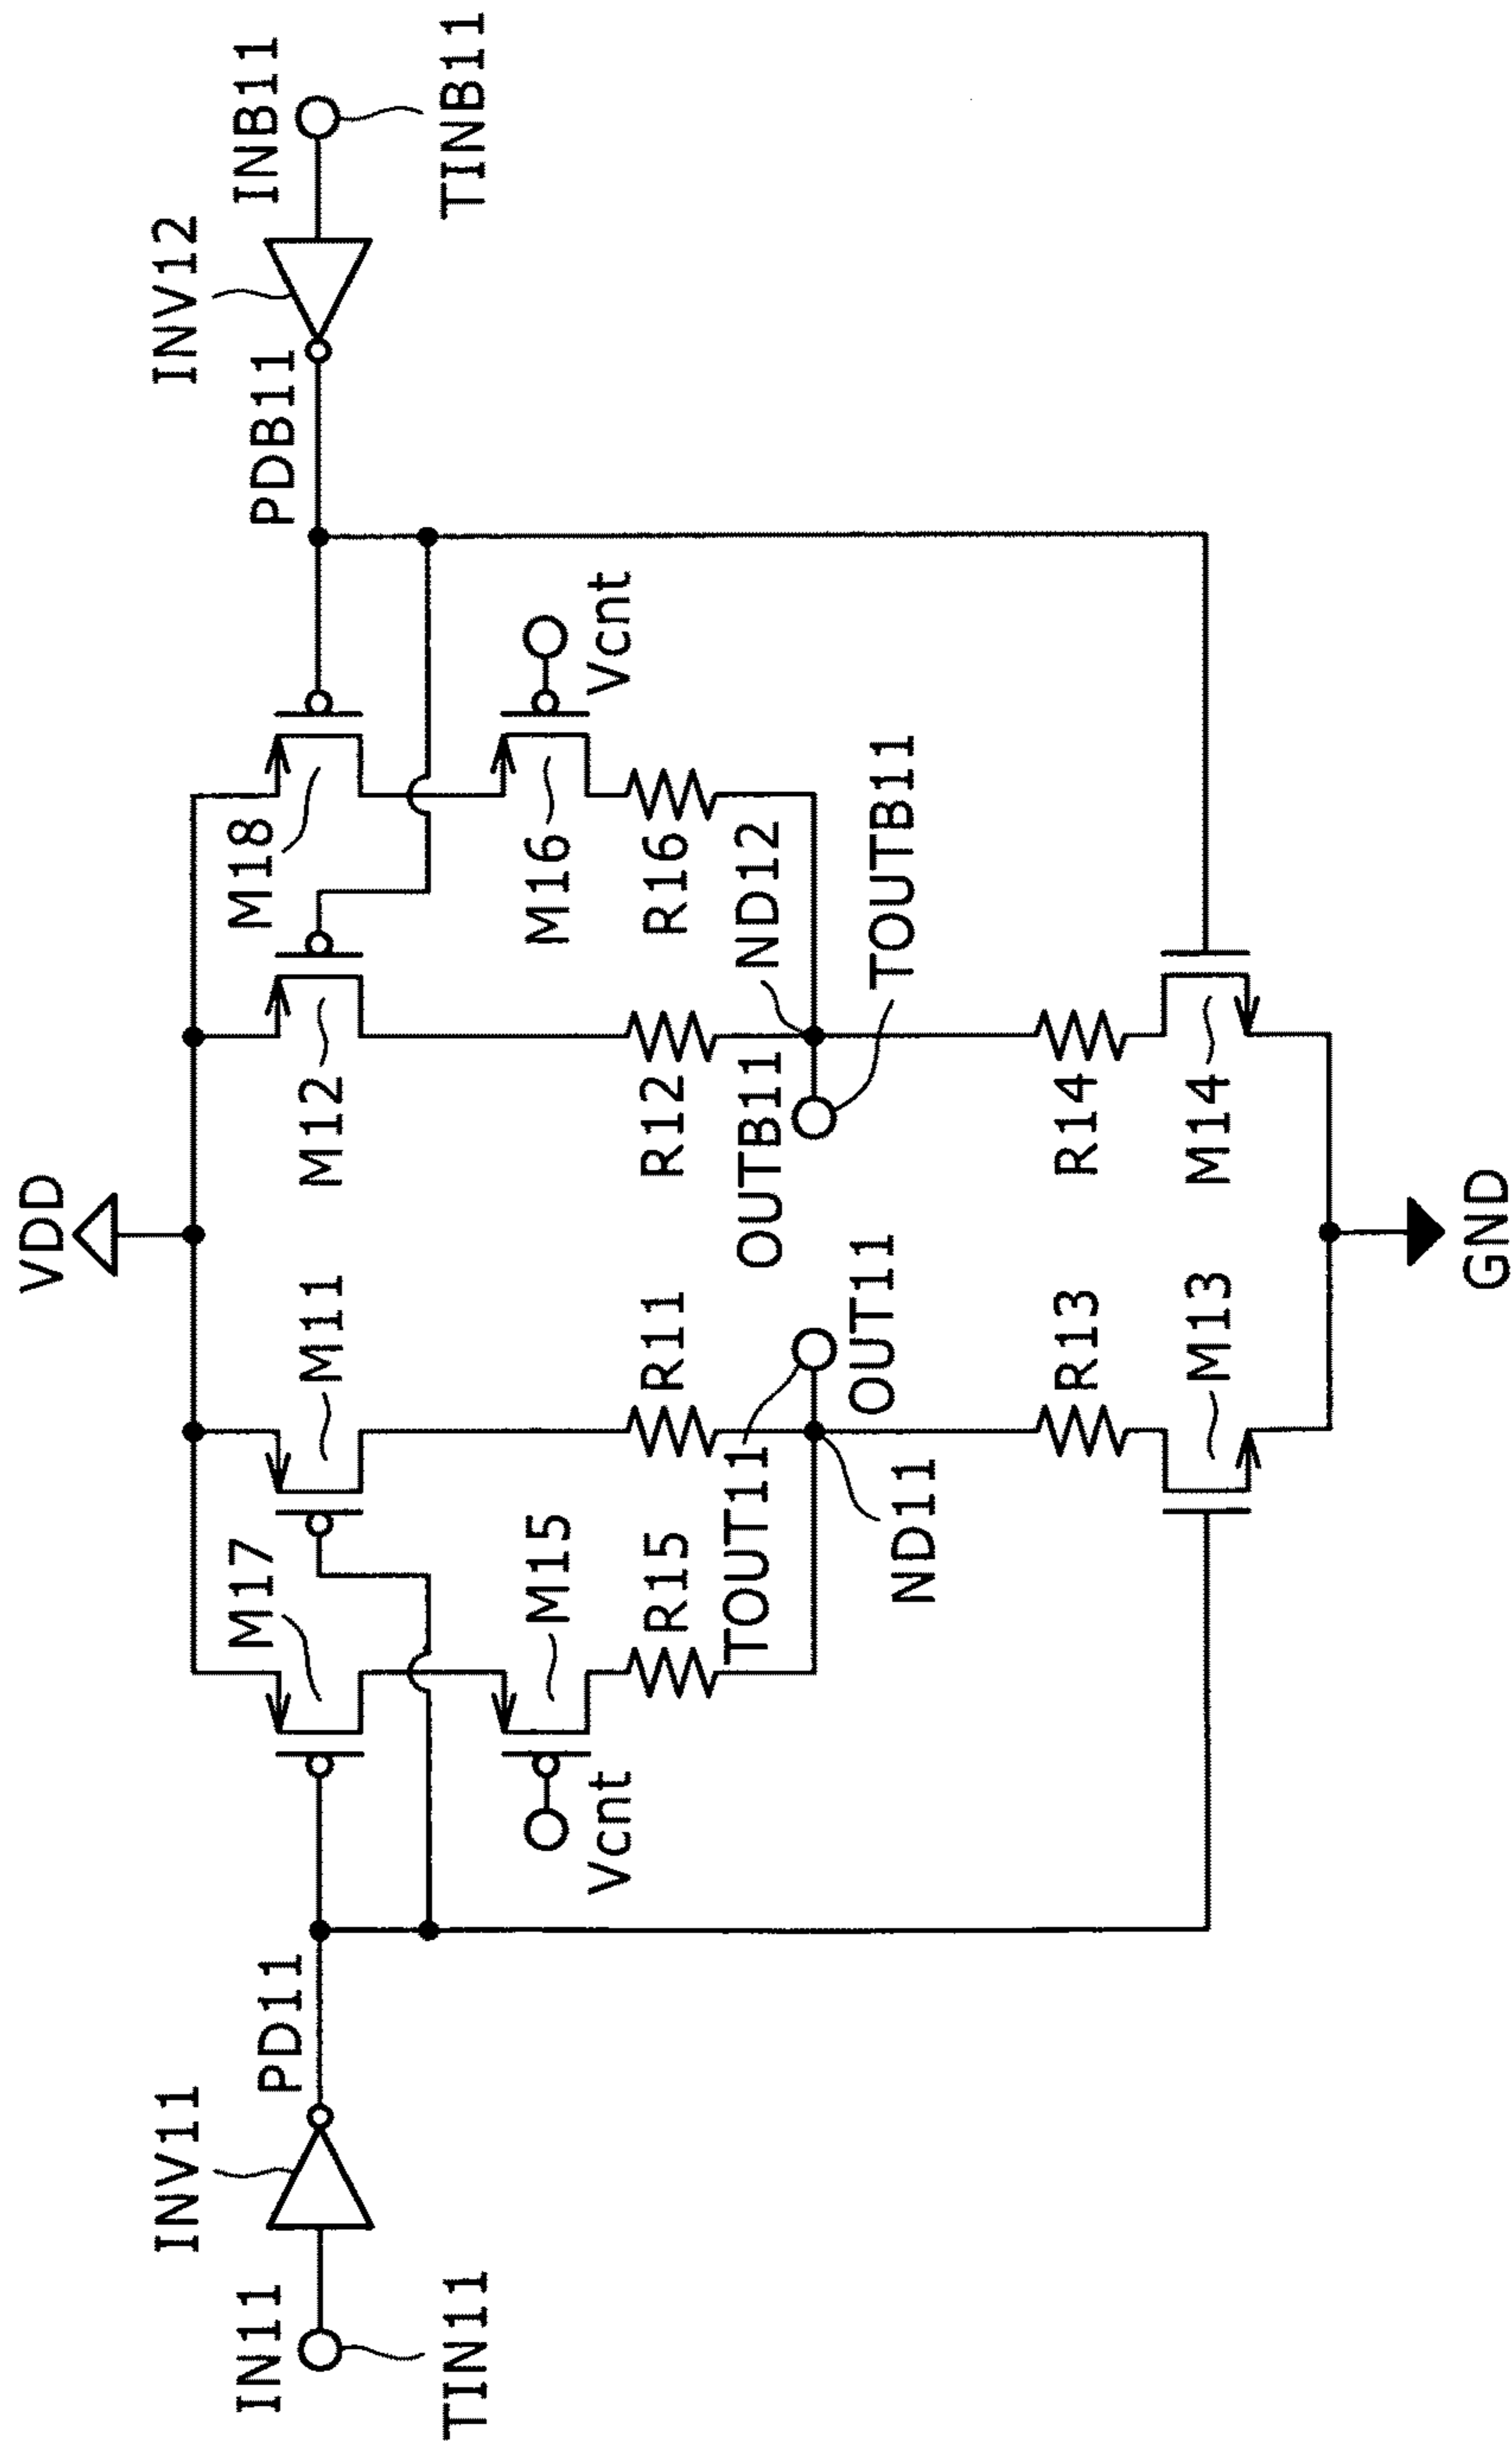 VDD
INV11
INV12
IN11
PD11
M17
M11
M12
M18
PDB11
INB11
TIN11
TINB11
Vcnt
M15
M16
Vcnt
R15
R11
R12
R16
TOUT11
OUTB11
ND12
OUT11
TOUTB11
ND11
R13
R14
M13
M14
GND